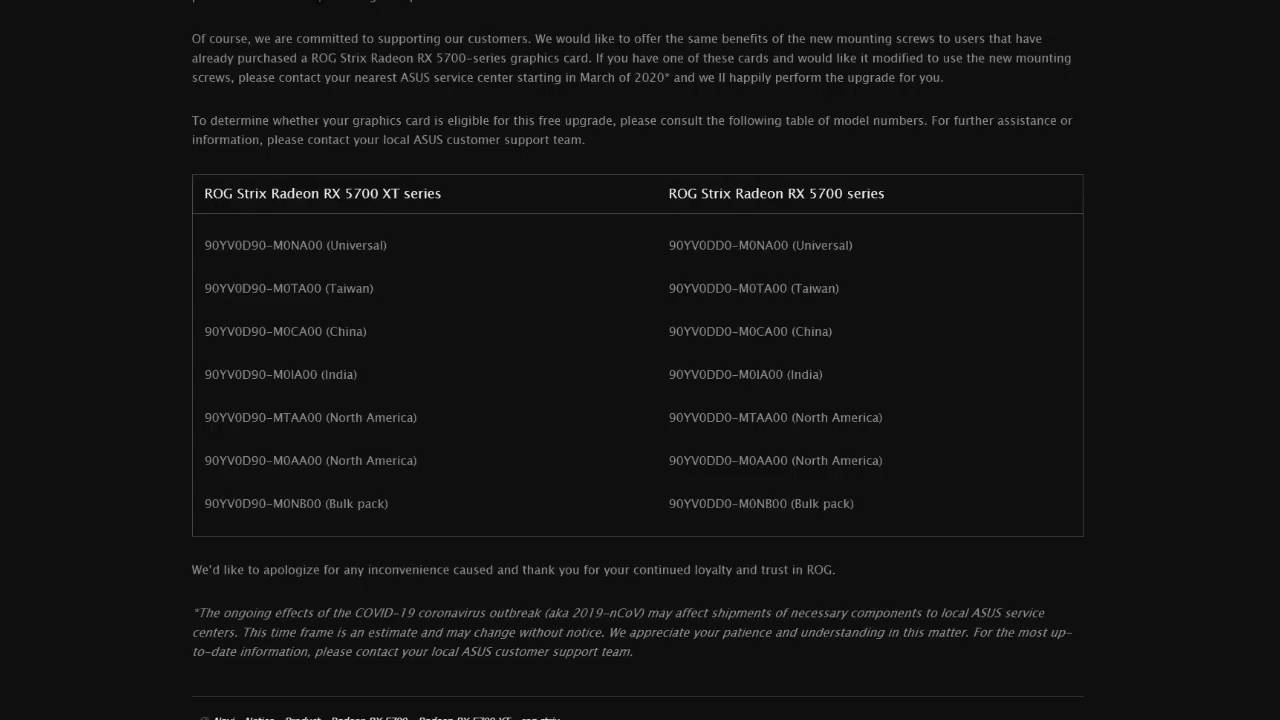 Of course, we are committed to supporting our customers. We would like to offer the same benefits of the new mounting screws to users that have
already purchased a ROG Strix Radeon RX 5700-series graphics card. If you have one of these cards and would like it modified to use the new mounting
screws, please contact your nearest ASUS service center starting in March of 2020* and we ll happily perform the upgrade for you.
To determine whether your graphics card is eligible for this free upgrade, please consult the following table of model numbers. For further assistance or
information, please contact your local ASUS customer support team.
ROG Strix Radeon RX 5700 XT series ROG Strix Radeon RX 5700 series
90YV0D90-M0NA00 (Universal) 90YV0DD0-M0NA00 (Universal)
90YV0D90-M0TA00 (Taiwan) 90YV0DD0-M0TA00 (Taiwan)
90YV0D90-M0CA00 (China) 90YV0DD0-M0CA00 (China)
90YV0D90-M0IA00 (India) 90YV0DD0-M0IA00 (India)
90YV0D90-MTAA00 (North America) 90YV0DD0-MTAA00 (North America)
90YV0D90-M0AA00 (North America) 90YV0DD0-M0AA00 (North America)
90YV0D90-M0NB00 (Bulk pack) 90YV0DD0-M0NB00 (Bulk pack)
We'd like to apologize for any inconvenience caused and thank you for your continued loyalty and trust in ROG.
*The ongoing effects of the COVID-19 coronavirus outbreak (aka 2019-nCoV) may affect shipments of necessary components to local ASUS service
centers. This time frame is an estimate and may change without notice. We appreciate your patience and understanding in this matter. For the most up-
to-date information, please contact your local ASUS customer support team.